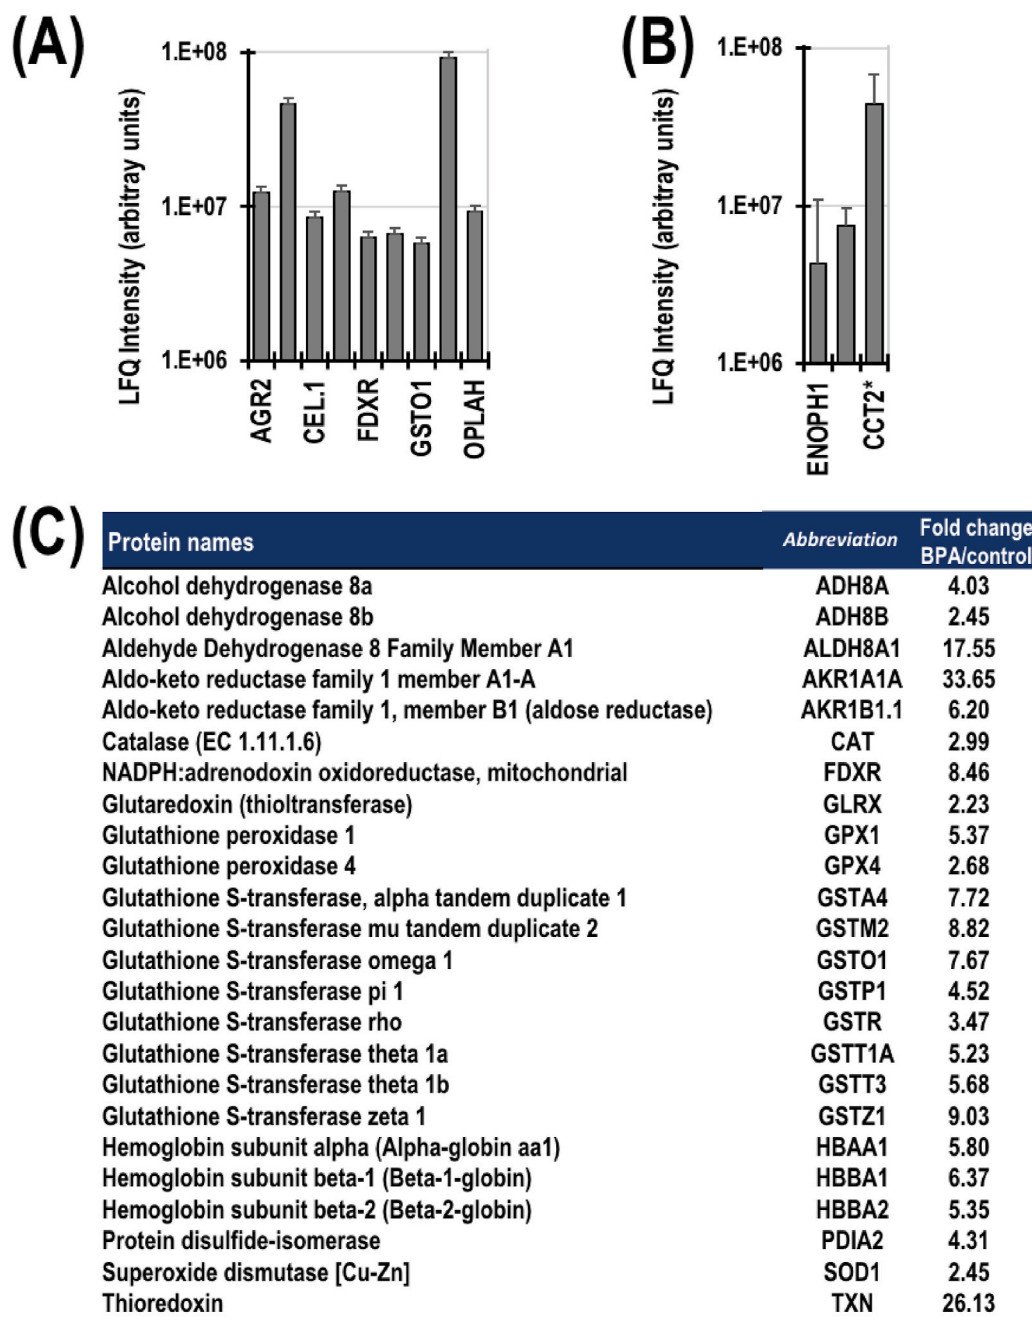 (A)
LFQ Intensity (arbitray units)
1.E+08
1.E+07
1.E+06
AGR2
CEL.1
FDXR
GSTO1
OPLAH
(B)
LFQ Intensity (arbitray units)
1.E+08
1.E+07
1.E+06
ENOPH1
CCT2*
(C)
Protein names Abbreviation Fold change BPA/control
Alcohol dehydrogenase 8a ADH8A 4.03
Alcohol dehydrogenase 8b ADH8B 2.45
Aldehyde Dehydrogenase 8 Family Member A1 ALDH8A1 17.55
Aldo-keto reductase family 1 member A1-A AKR1A1A 33.65
Aldo-keto reductase family 1, member B1 (aldose reductase) AKR1B1.1 6.20
Catalase (EC 1.11.1.6) CAT 2.99
NADPH:adrenodoxin oxidoreductase, mitochondrial FDXR 8.46
Glutaredoxin (thioltransferase) GLRX 2.23
Glutathione peroxidase 1 GPX1 5.37
Glutathione peroxidase 4 GPX4 2.68
Glutathione S-transferase, alpha tandem duplicate 1 GSTA4 7.72
Glutathione S-transferase mu tandem duplicate 2 GSTM2 8.82
Glutathione S-transferase omega 1 GSTO1 7.67
Glutathione S-transferase pi 1 GSTP1 4.52
Glutathione S-transferase rho GSTR 3.47
Glutathione S-transferase theta 1a GSTT1A 5.23
Glutathione S-transferase theta 1b GSTT3 5.68
Glutathione S-transferase zeta 1 GSTZ1 9.03
Hemoglobin subunit alpha (Alpha-globin aa1) HBAA1 5.80
Hemoglobin subunit beta-1 (Beta-1-globin) HBBA1 6.37
Hemoglobin subunit beta-2 (Beta-2-globin) HBBA2 5.35
Protein disulfide-isomerase PDIA2 4.31
Superoxide dismutase [Cu-Zn] SOD1 2.45
Thioredoxin TXN 26.13